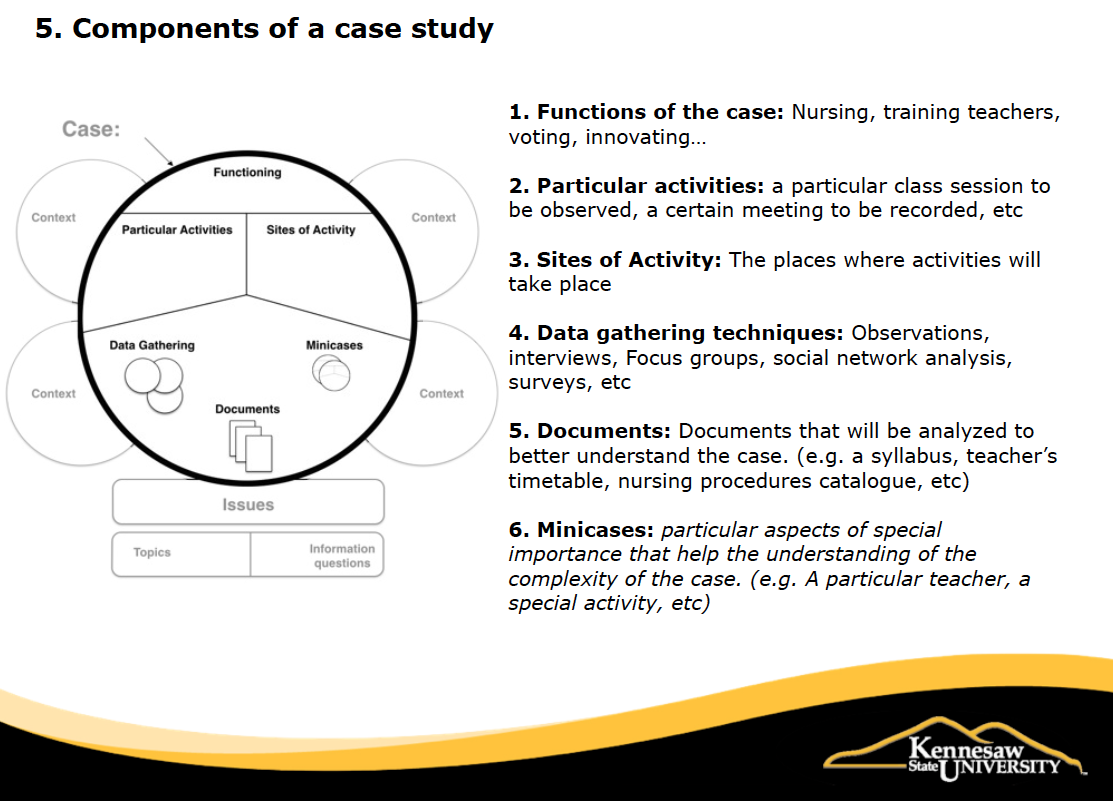 5. Components of a case study
Case:
Functioning
Context
Context
Particular Activities
Sites of Activity
Data Gathering
Minicases
Context
Context
Documents
Issues
Topics
Information
questions
1. Functions of the case: Nursing, training teachers,
voting, innovating…
2. Particular activities: a particular class session to
be observed, a certain meeting to be recorded, etc
3. Sites of Activity: The places where activities will
take place
4. Data gathering techniques: Observations,
interviews, Focus groups, social network analysis,
surveys, etc
5. Documents: Documents that will be analyzed to
better understand the case. (e.g. a syllabus, teacher’s
timetable, nursing procedures catalogue, etc)
6. Minicases: particular aspects of special
importance that help the understanding of the
complexity of the case. (e.g. A particular teacher, a
special activity, etc)
Kennesaw
State UNIVERSITY